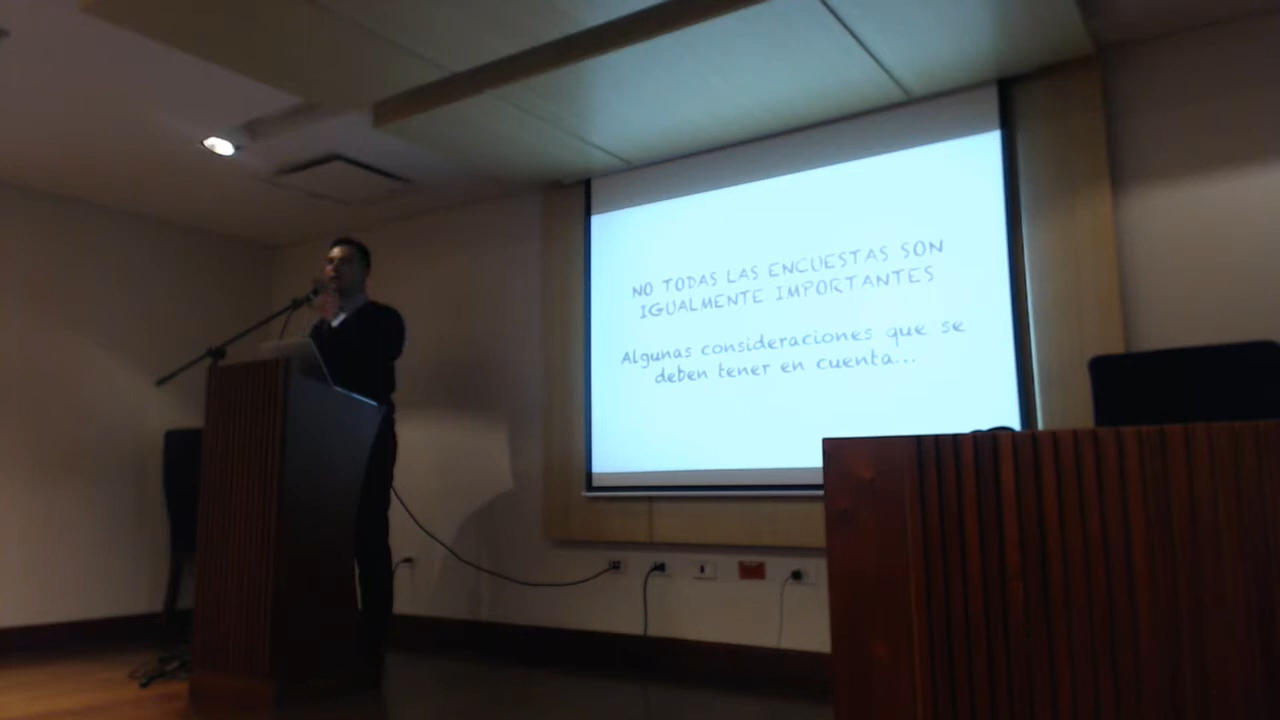 NO TODAS LAS ENCUESTAS SON
IGUALMENTE IMPORTANTES
Algunas consideraciones que se
deben tener en cuenta...